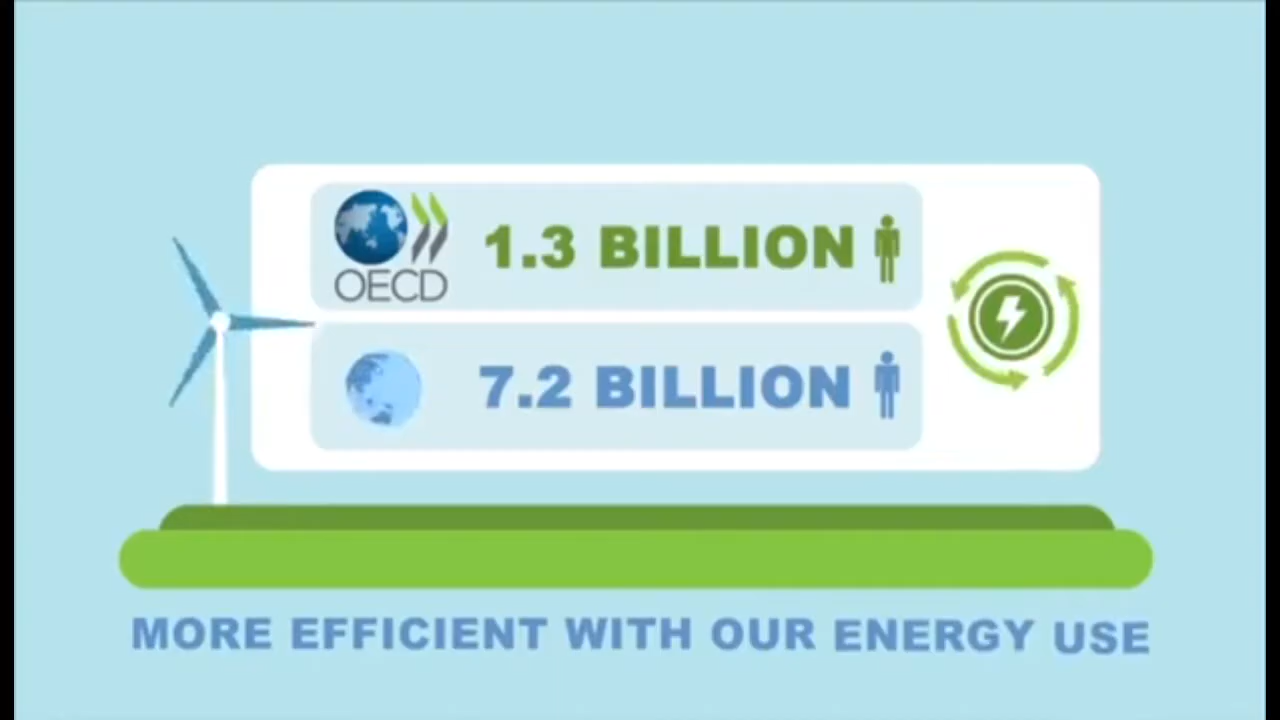 OECD
1.3 BILLION
7.2 BILLION
MORE EFFICIENT WITH OUR ENERGY USE